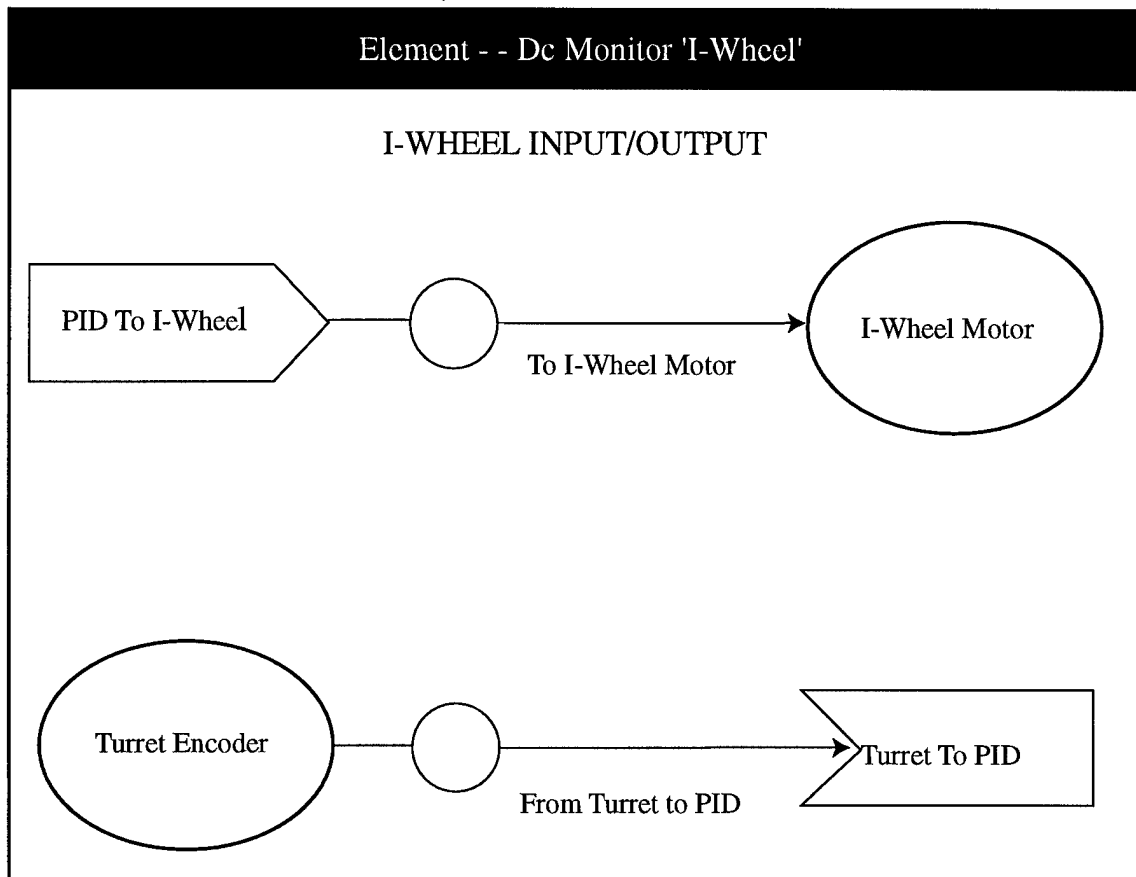 Element - - Dc Monitor 'I-Wheel'
I-WHEEL INPUT/OUTPUT
PID To I-Wheel
To I-Wheel Motor
I-Wheel Motor
Turret Encoder
From Turret to PID
Turret To PID